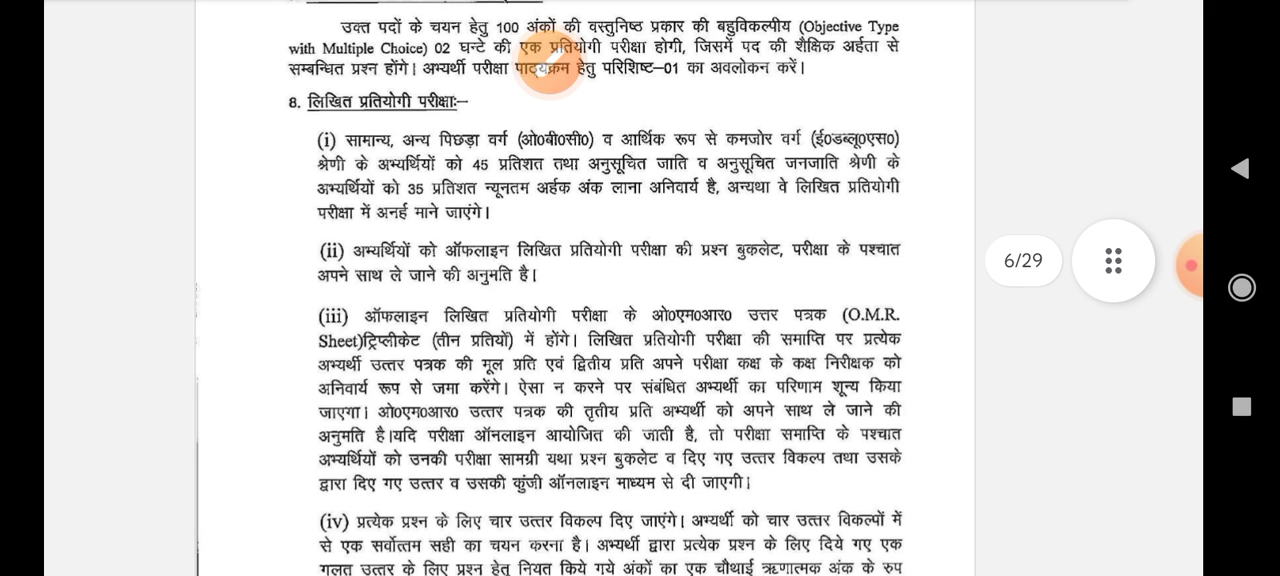 उक्त पदों के चयन हेतु 100 अंकों की वस्तुनिष्ठ प्रकार की बहुविकल्पीय (Objective Type
with Multiple Choice) 02 घन्टे की एक प्रतियोगी परीक्षा होगी, जिसमें पद की शैक्षिक अर्हता से
सम्बन्धित प्रश्न होंगे। अभ्यर्थी परीक्षा पाठ्यक्रम हेतु परिशिष्ट–01 का अवलोकन करें।
8. लिखित प्रतियोगी परीक्षाः–
(i) सामान्य, अन्य पिछड़ा वर्ग (ओ0बी0सी0) व आर्थिक रूप से कमजोर वर्ग (ई0डब्लू0एस0)
श्रेणी के अभ्यर्थियों को 45 प्रतिशत तथा अनुसूचित जाति व अनुसूचित जनजाति श्रेणी के
अभ्यर्थियों को 35 प्रतिशत न्यूनतम अर्हक अंक लाना अनिवार्य है, अन्यथा वे लिखित प्रतियोगी
परीक्षा में अनर्ह माने जाएंगे।
(ii) अभ्यर्थियों को ऑफलाइन लिखित प्रतियोगी परीक्षा की प्रश्न बुकलेट, परीक्षा के पश्चात
अपने साथ ले जाने की अनुमति है।
6/29
(iii) ऑफलाइन लिखित प्रतियोगी परीक्षा के ओ0एम0आर0 उत्तर पत्रक (O.M.R.
Sheet)ट्रिप्लीकेट (तीन प्रतियों) में होंगे। लिखित प्रतियोगी परीक्षा की समाप्ति पर प्रत्येक
अभ्यर्थी उत्तर पत्रक की मूल प्रति एवं द्वितीय प्रति अपने परीक्षा कक्ष के कक्ष निरीक्षक को
अनिवार्य रूप से जमा करेंगे। ऐसा न करने पर संबंधित अभ्यर्थी का परिणाम शून्य किया
जाएगा। ओ0एम0आर0 उत्तर पत्रक की तृतीय प्रति अभ्यर्थी को अपने साथ ले जाने की
अनुमति है।यदि परीक्षा ऑनलाइन आयोजित की जाती है, तो परीक्षा समाप्ति के पश्चात
अभ्यर्थियों को उनकी परीक्षा सामग्री यथा प्रश्न बुकलेट व दिए गए उत्तर विकल्प तथा उसके
द्वारा दिए गए उत्तर व उसकी कुंजी ऑनलाइन माध्यम से दी जाएगी।
(iv) प्रत्येक प्रश्न के लिए चार उत्तर विकल्प दिए जाएंगे। अभ्यर्थी को चार उत्तर विकल्पों में
से एक सर्वोत्तम सही का चयन करना है। अभ्यर्थी द्वारा प्रत्येक प्रश्न के लिए दिये गए एक
गलत उत्तर के लिए प्रश्न हेतु नियत किये गये अंकों का एक चौथाई ऋणात्मक अंक के रुप